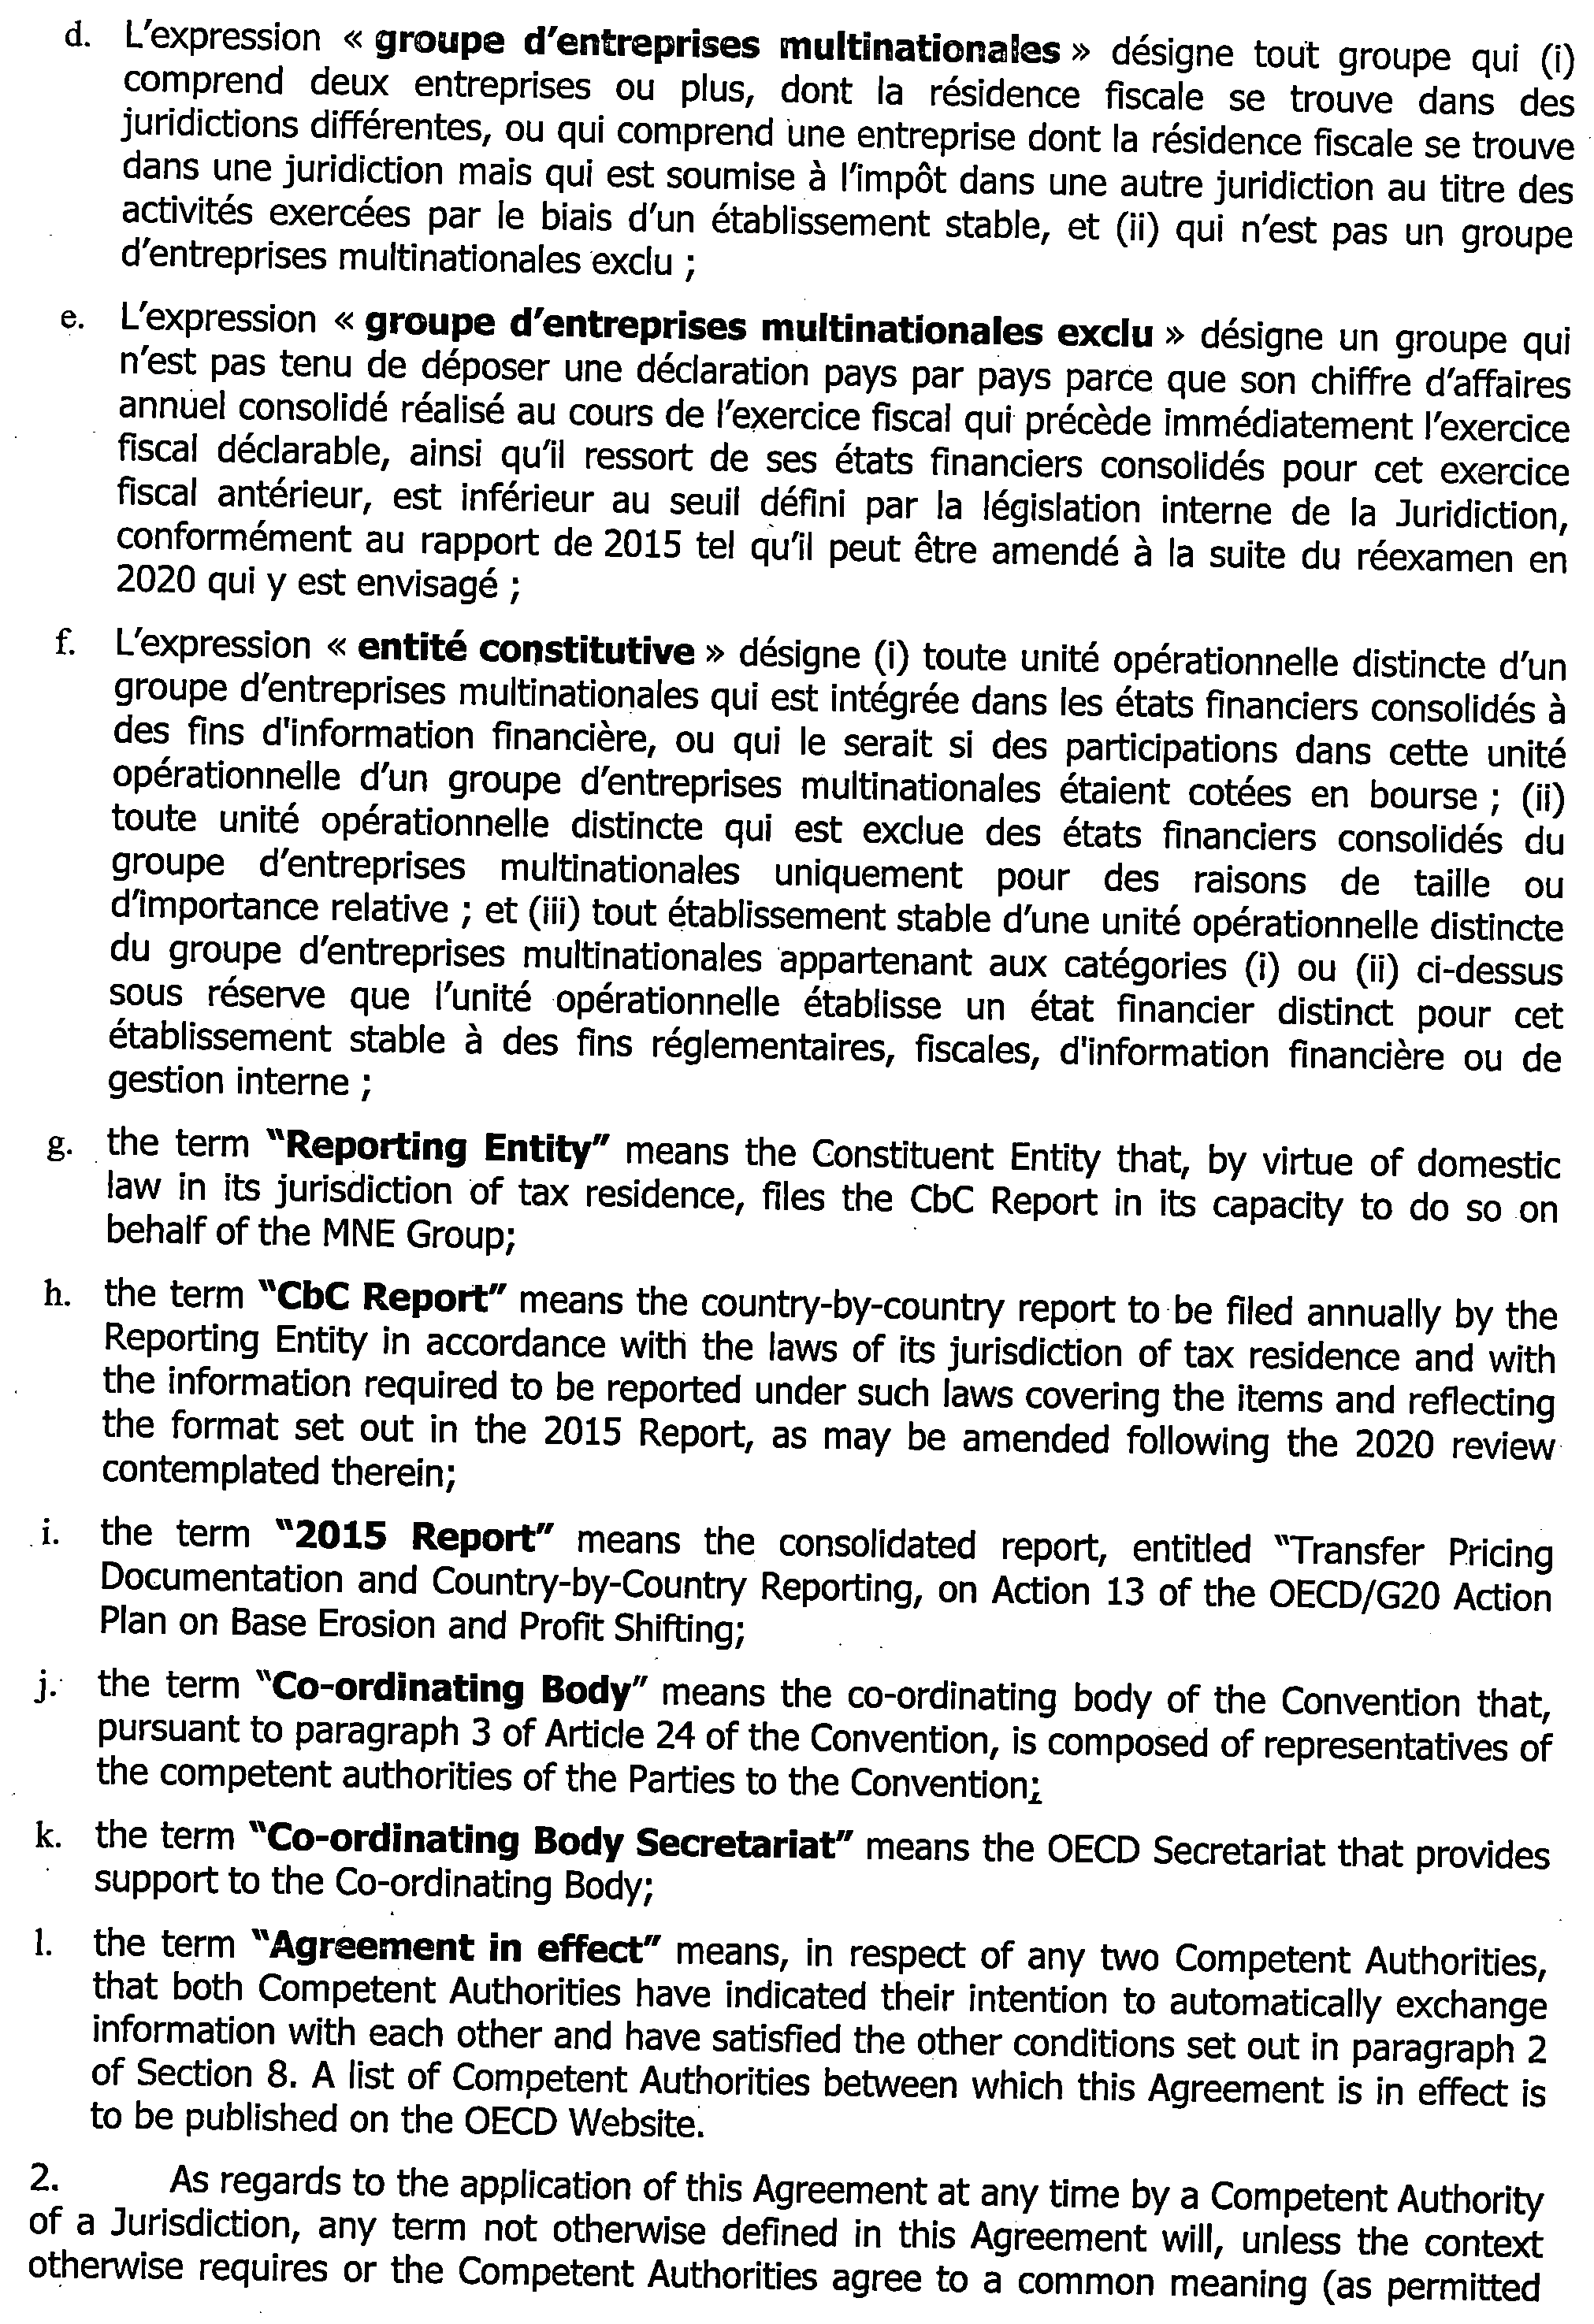 d. L'expression « groupe d'entreprises multinationales » désigne tout groupe qui (i)
comprend deux entreprises ou plus, dont la résidence fiscale se trouve dans des
juridictions différentes, ou qui comprend une entreprise dont la résidence fiscale se trouve
dans une juridiction mais qui est soumise à l'impôt dans une autre juridiction au titre des
activités exercées par le biais d'un établissement stable, et (ii) qui n'est pas un groupe
d'entreprises multinationales exclu ;
e. L'expression « groupe d'entreprises multinationales exclu » désigne un groupe qui
n'est pas tenu de déposer une déclaration pays par pays parce que son chiffre d'affaires
annuel consolidé réalisé au cours de l'exercice fiscal qui précède immédiatement l'exercice
fiscal déclarable, ainsi qu'il ressort de ses états financiers consolidés pour cet exercice
fiscal antérieur, est inférieur au seuil défini par la législation interne de la Juridiction,
conformément au rapport de 2015 tel qu'il peut être amendé à la suite du réexamen en
2020 qui y est envisagé ;
f. L'expression « entité constitutive » désigne (i) toute unité opérationnelle distincte d'un
groupe d'entreprises multinationales qui est intégrée dans les états financiers consolidés à
des fins d'information financière, ou qui le serait si des participations dans cette unité
opérationnelle d'un groupe d'entreprises multinationales étaient cotées en bourse ; (ii)
toute unité opérationnelle distincte qui est exclue des états financiers consolidés du
groupe d'entreprises multinationales uniquement pour des raisons de taille ou
d'importance relative ; et (iii) tout établissement stable d'une unité opérationnelle distincte
du groupe d'entreprises multinationales appartenant aux catégories (i) ou (ii) ci-dessus
sous réserve que l'unité opérationnelle établisse un état financier distinct pour cet
établissement stable à des fins réglementaires, fiscales, d'information financière ou de
gestion interne ;
g. the term "Reporting Entity" means the Constituent Entity that, by virtue of domestic
law in its jurisdiction of tax residence, files the CbC Report in its capacity to do so on
behalf of the MNE Group;
h. the term "CbC Report" means the country-by-country report to be filed annually by the
Reporting Entity in accordance with the laws of its jurisdiction of tax residence and with
the information required to be reported under such laws covering the items and reflecting
the format set out in the 2015 Report, as may be amended following the 2020 review
contemplated therein;
i. the term "2015 Report" means the consolidated report, entitled "Transfer Pricing
Documentation and Country-by-Country Reporting, on Action 13 of the OECD/G20 Action
Plan on Base Erosion and Profit Shifting;
j. the term "Co-ordinating Body" means the co-ordinating body of the Convention that,
pursuant to paragraph 3 of Article 24 of the Convention, is composed of representatives of
the competent authorities of the Parties to the Convention;
k. the term "Co-ordinating Body Secretariat" means the OECD Secretariat that provides
support to the Co-ordinating Body;
l. the term "Agreement in effect" means, in respect of any two Competent Authorities,
that both Competent Authorities have indicated their intention to automatically exchange
information with each other and have satisfied the other conditions set out in paragraph 2
of Section 8. A list of Competent Authorities between which this Agreement is in effect is
to be published on the OECD Website.
2. As regards to the application of this Agreement at any time by a Competent Authority
of a Jurisdiction, any term not otherwise defined in this Agreement will, unless the context
otherwise requires or the Competent Authorities agree to a common meaning (as permitted